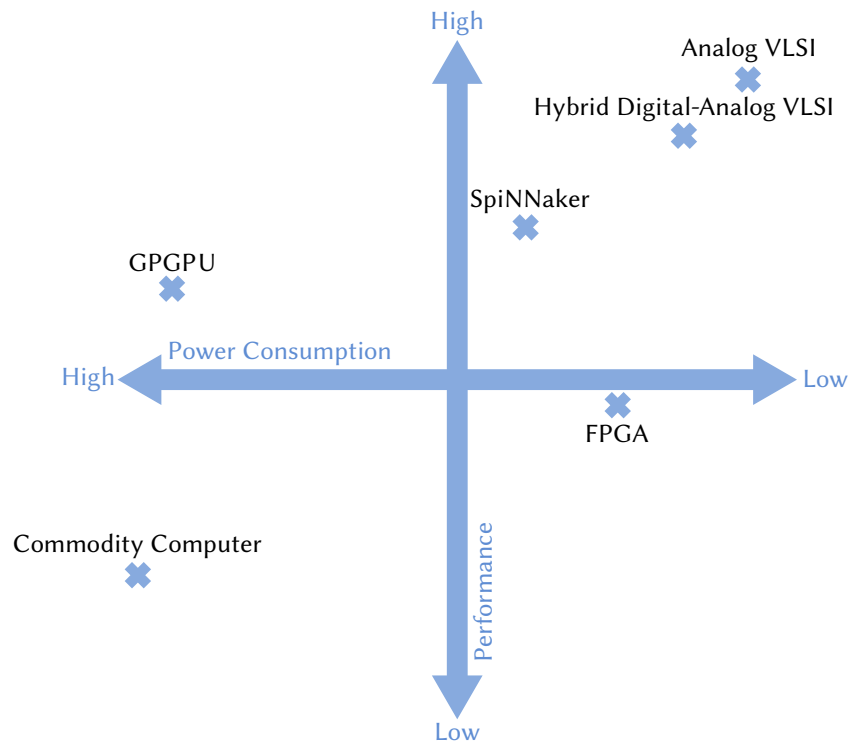 High
Analog VLSI
Hybrid Digital-Analog VLSI
SpiNNaker
GPGPU
Power Consumption
High
Low
FPGA
Commodity Computer
Performance
Low